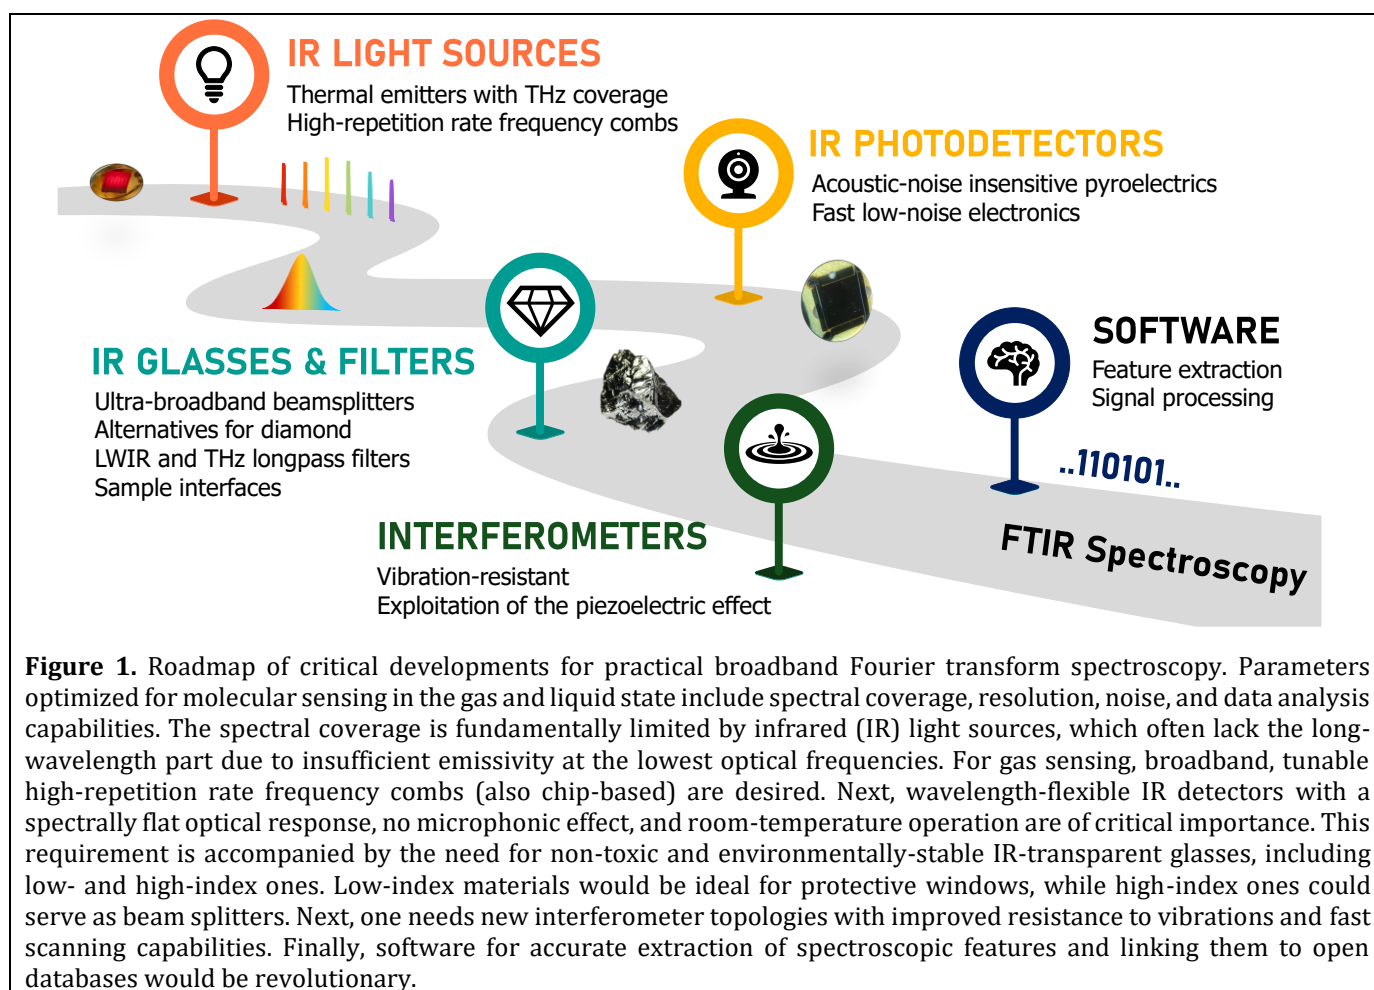 IR LIGHT SOURCES
Thermal emitters with THz coverage
High-repetition rate frequency combs
IR PHOTODETECTORS
Acoustic-noise insensitive pyroelectrics
Fast low-noise electronics
IR GLASSES & FILTERS
Ultra-broadband beamsplitters
Alternatives for diamond
LWIR and THz longpass filters
Sample interfaces
SOFTWARE
Feature extraction
Signal processing
..110101..
INTERFEROMETERS
Vibration-resistant
Exploitation of the piezoelectric effect
FTIR Spectroscopy
Figure 1. Roadmap of critical developments for practical broadband Fourier transform spectroscopy. Parameters
optimized for molecular sensing in the gas and liquid state include spectral coverage, resolution, noise, and data analysis
capabilities. The spectral coverage is fundamentally limited by infrared (IR) light sources, which often lack the long-
wavelength part due to insufficient emissivity at the lowest optical frequencies. For gas sensing, broadband, tunable
high-repetition rate frequency combs (also chip-based) are desired. Next, wavelength-flexible IR detectors with a
spectrally flat optical response, no microphonic effect, and room-temperature operation are of critical importance. This
requirement is accompanied by the need for non-toxic and environmentally-stable IR-transparent glasses, including
low- and high-index ones. Low-index materials would be ideal for protective windows, while high-index ones could
serve as beam splitters. Next, one needs new interferometer topologies with improved resistance to vibrations and fast
scanning capabilities. Finally, software for accurate extraction of spectroscopic features and linking them to open
databases would be revolutionary.